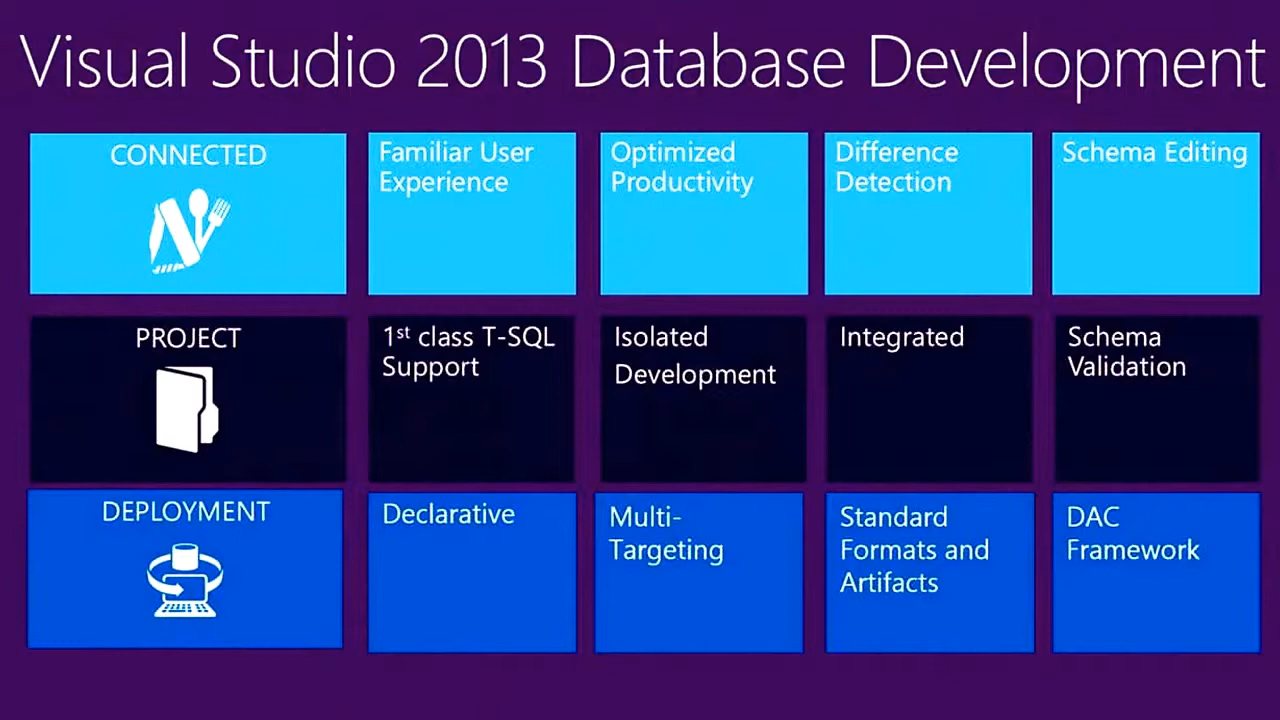 Visual Studio 2013 Database Development
CONNECTED
Familiar User
Experience
Optimized
Productivity
Difference
Detection
Schema Editing
PROJECT
1st class T-SQL
Support
Isolated
Development
Integrated
Schema
Validation
DEPLOYMENT
Declarative
Multi-
Targeting
Standard
Formats and
Artifacts
DAC
Framework